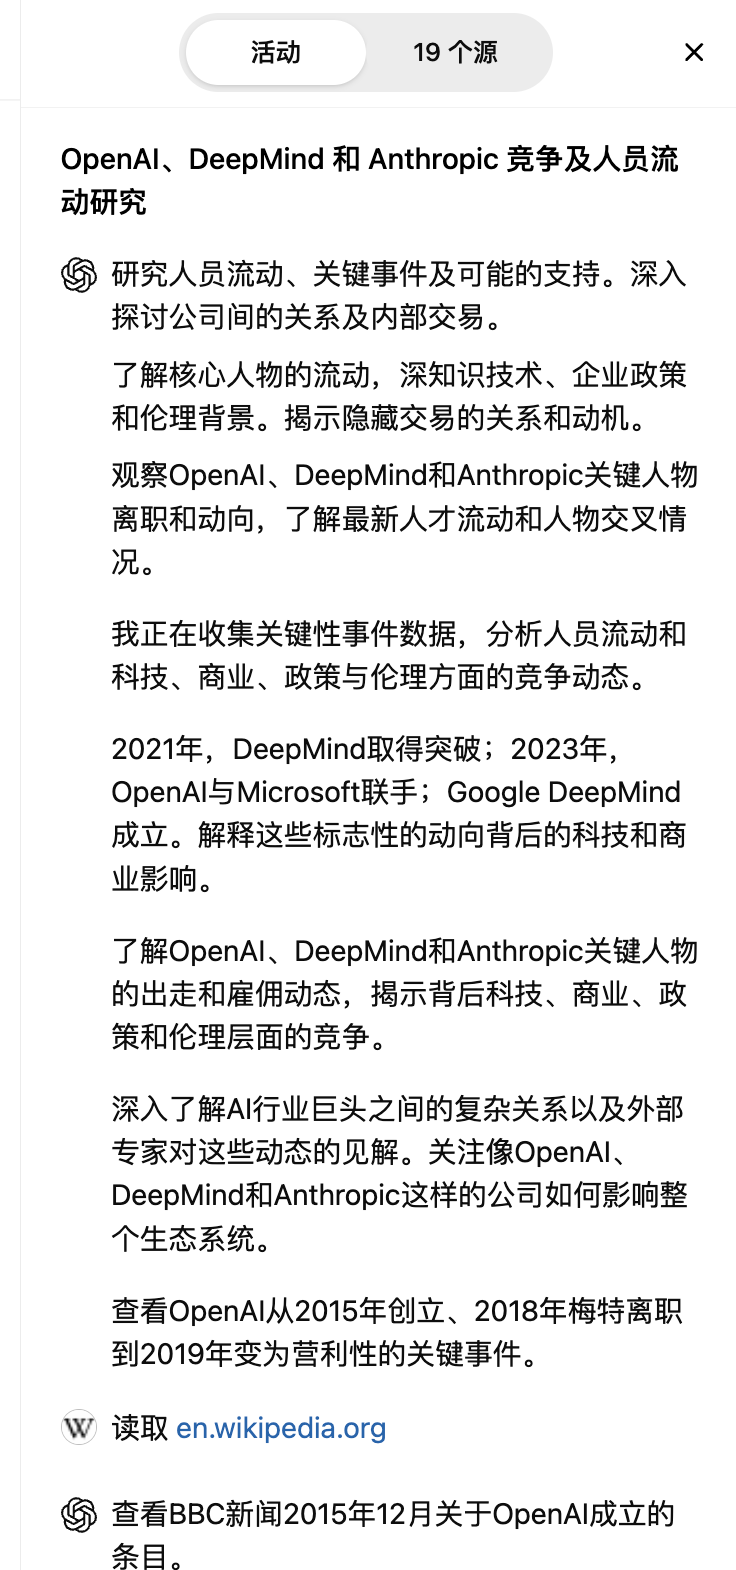 活动
19 个源
OpenAI、DeepMind 和 Anthropic 竞争及人员流
动研究
研究人员流动、关键事件及可能的支持。深入
探讨公司间的关系及内部交易。
了解核心人物的流动，深知识技术、企业政策
和伦理背景。揭示隐藏交易的关系和动机。
观察OpenAI、DeepMind和Anthropic关键人物
离职和动向，了解最新人才流动和人物交叉情
况。
我正在收集关键性事件数据，分析人员流动和
科技、商业、政策与伦理方面的竞争动态。
2021年，DeepMind取得突破；2023年，
OpenAI与Microsoft联手；Google DeepMind
成立。解释这些标志性的动向背后的科技和商
业影响。
了解OpenAI、DeepMind和Anthropic关键人物
的出走和雇佣动态，揭示背后科技、商业、政
策和伦理层面的竞争。
深入了解AI行业巨头之间的复杂关系以及外部
专家对这些动态的见解。关注像OpenAI、
DeepMind和Anthropic这样的公司如何影响整
个生态系统。
查看OpenAI从2015年创立、2018年梅特离职
到2019年变为营利性的关键事件。
W 读取 en.wikipedia.org
查看BBC新闻2015年12月关于OpenAI成立的
条目。